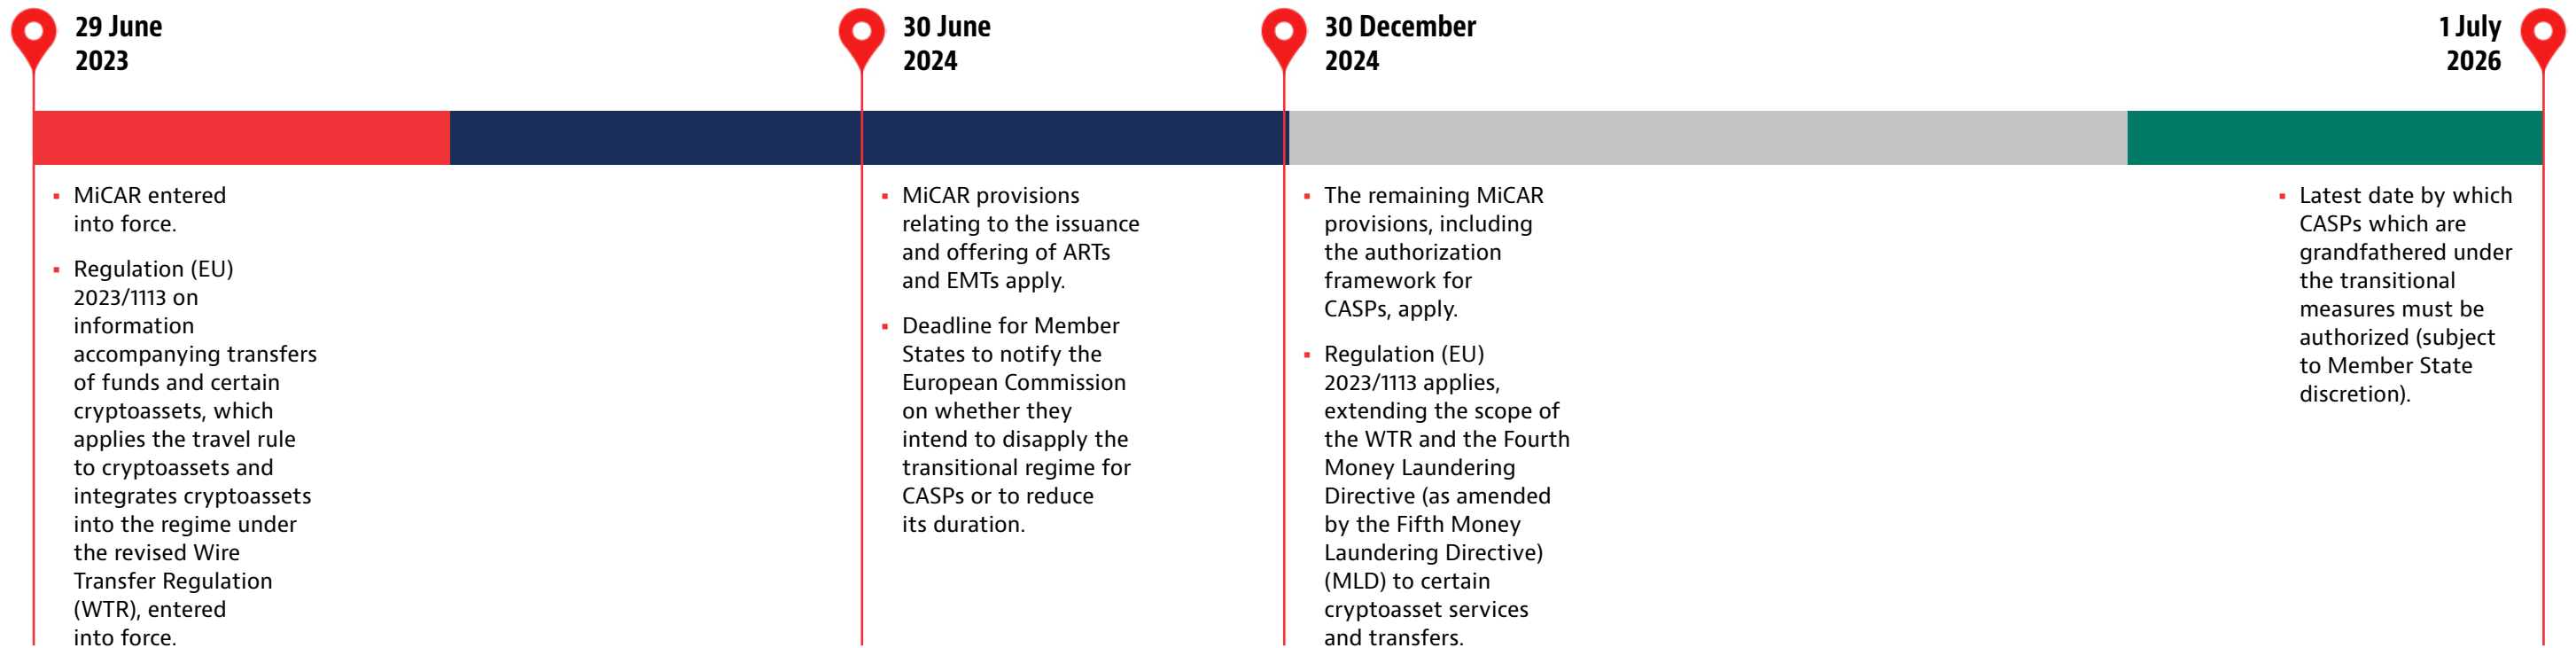 29 June
2023
MiCAR entered
into force.
Regulation (EU)
2023/1113 on
information
accompanying transfers
of funds and certain
cryptoassets, which
applies the travel rule
to cryptoassets and
integrates cryptoassets
into the regime under
the revised Wire
Transfer Regulation
(WTR), entered
into force.
30 June
2024
MiCAR provisions
relating to the issuance
and offering of ARTs
and EMTs apply.
Deadline for Member
States to notify the
European Commission
on whether they
intend to disapply the
transitional regime for
CASPs or to reduce
its duration.
30 December
2024
The remaining MiCAR
provisions, including
the authorization
framework for
CASPs, apply.
Regulation (EU)
2023/1113 applies,
extending the scope of
the WTR and the Fourth
Money Laundering
Directive (as amended
by the Fifth Money
Laundering Directive)
(MLD) to certain
cryptoasset services
and transfers.
1 July
2026
Latest date by which
CASPs which are
grandfathered under
the transitional
measures must be
authorized (subject
to Member State
discretion).